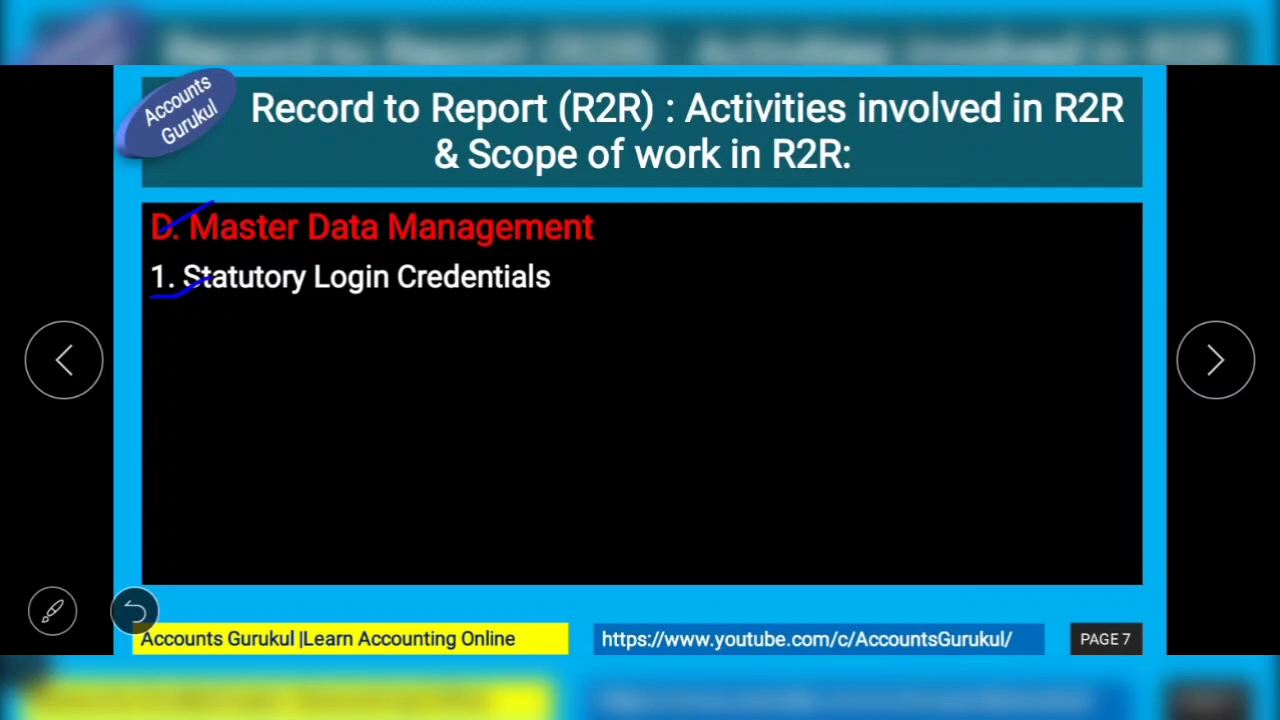 Accounts
Gurukul
Record to Report (R2R) : Activities involved in R2R
& Scope of work in R2R:
D. Master Data Management
1. Statutory Login Credentials
Accounts Gurukul |Learn Accounting Online
https://www.youtube.com/c/AccountsGurukul/
PAGE 7